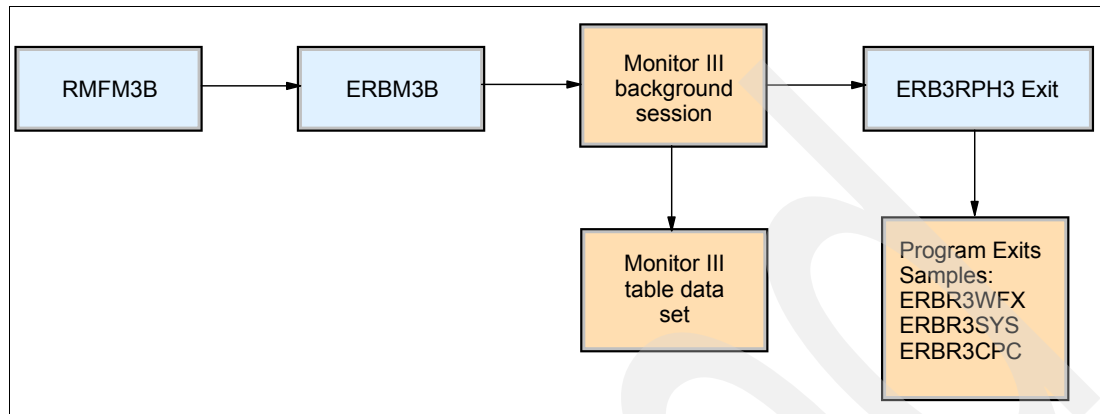 RMFM3B
ERBM3B
Monitor III
background
session
ERB3RPH3 Exit
Monitor III
table data
set
Program Exits
Samples:
ERBR3WFX
ERBR3SYS
ERBR3CPC